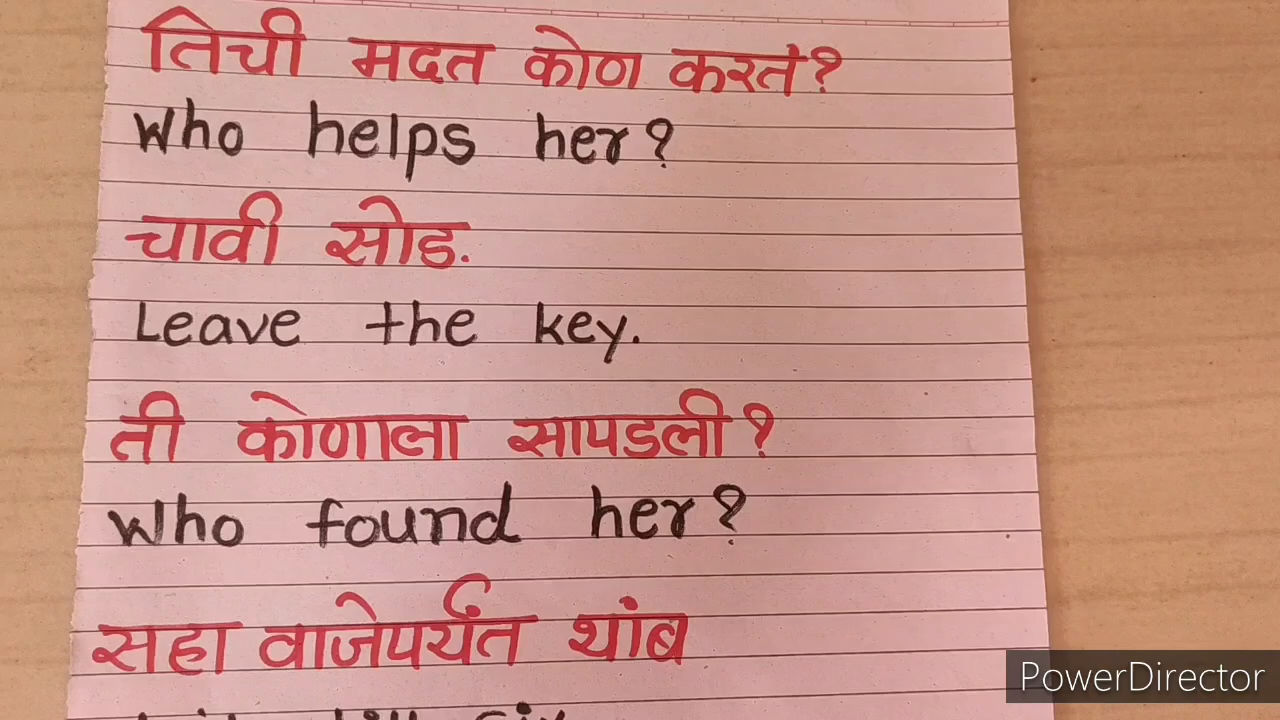 तिची मदत कोण करतं?
Who helps her?
चावी सोड.
Leave the key.
ती कोणाला सापडली?
Who found her?
सहा वाजेपर्यंत थांब
PowerDirector